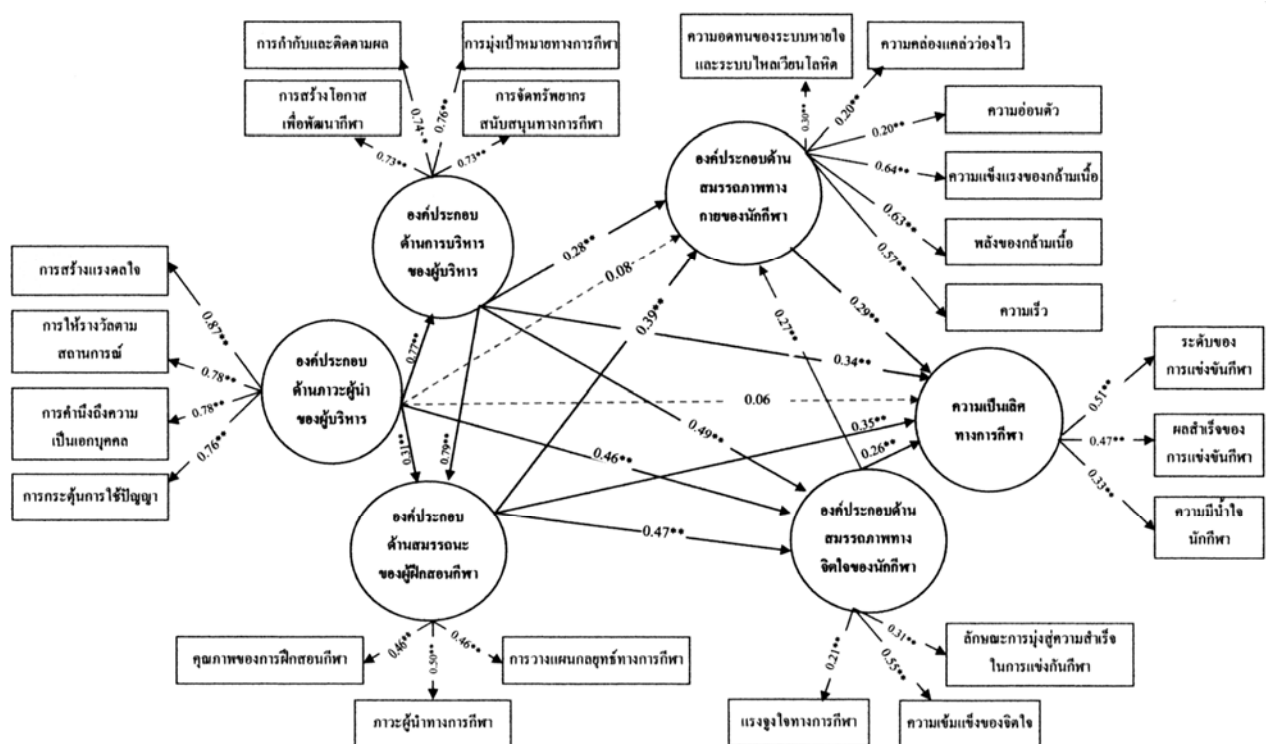 การกำกับและติดตามผล
การมุ่งเป้าหมายทางการกีฬา
การสร้างโอกาส
เพื่อพัฒนากีฬา
การจัดทรัพยากร
สนับสนุนทางการกีฬา
0.74**
0.76**
0.73**
0.73**
องค์ประกอบ
ด้านการบริหาร
ของผู้บริหาร
ความอดทนของระบบหายใจ
และระบบไหลเวียนโลหิต
ความคล่องแคล่วว่องไว
ความอ่อนตัว
ความแข็งแรงของกล้ามเนื้อ
พลังของกล้ามเนื้อ
ความเร็ว
0.30**
0.20**
0.20**
0.64**
0.63**
0.57**
องค์ประกอบด้าน
สมรรถภาพทาง
กายของนักกีฬา
การสร้างแรงดลใจ
การให้รางวัลตาม
สถานการณ์
การคำนึงถึงความ
เป็นเอกบุคคล
การกระตุ้นการใช้ปัญญา
0.87**
0.78**
0.78**
0.76**
องค์ประกอบ
ด้านภาวะผู้นำ
ของผู้บริหาร
0.28**
0.08
0.77**
0.39**
0.27**
0.29**
0.34**
0.06
0.31**
0.79**
0.46**
0.49**
0.35**
0.26**
0.47**
ความเป็นเลิศ
ทางการกีฬา
0.51**
0.47**
0.33**
ระดับของ
การแข่งขันกีฬา
ผลสำเร็จของ
การแข่งขันกีฬา
ความมีน้ำใจ
นักกีฬา
องค์ประกอบ
ด้านสมรรถนะ
ของผู้ฝึกสอนกีฬา
0.46**
0.50**
0.46**
คุณภาพของการฝึกสอนกีฬา
การวางแผนกลยุทธ์ทางการกีฬา
ภาวะผู้นำทางการกีฬา
องค์ประกอบด้าน
สมรรถภาพทาง
จิตใจของนักกีฬา
0.21**
0.55**
0.31**
ลักษณะการมุ่งสู่ความสำเร็จ
ในการแข่งกันกีฬา
แรงจูงใจทางการกีฬา
ความเข้มแข็งของจิตใจ